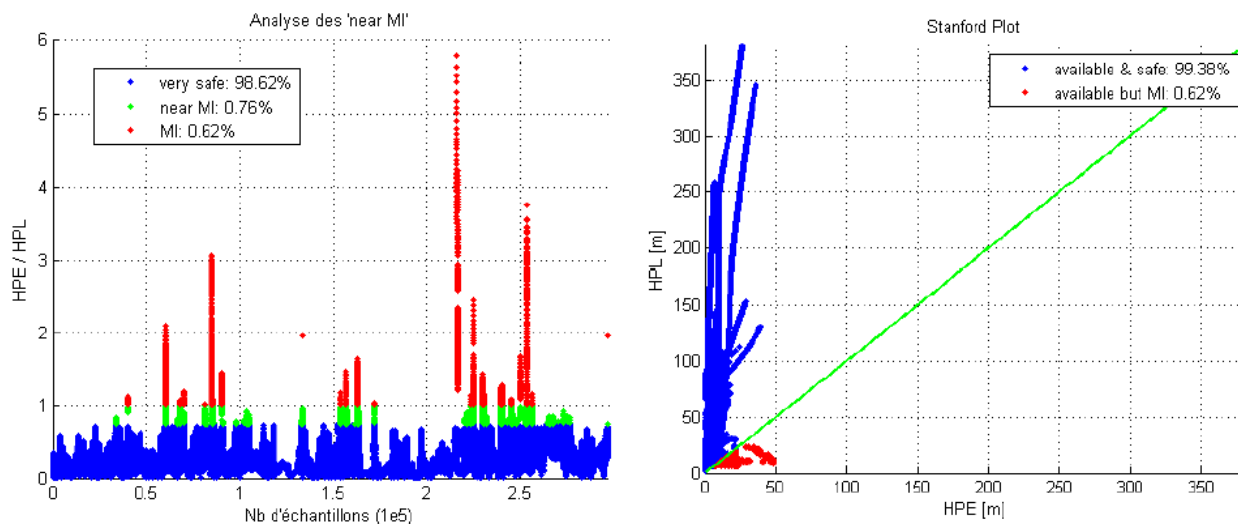 Analyse des 'near MI'
6
5
4
3
2
1
0
HPE / HPL
very safe: 98.62%
near MI: 0.76%
MI: 0.62%
0 0.5 1 1.5 2 2.5
Nb d'échantillons (1e5)
Stanford Plot
350
300
250
200
150
100
50
0
HPL [m]
available & safe: 99.38%
available but MI: 0.62%
0 50 100 150 200 250 300 350
HPE [m]